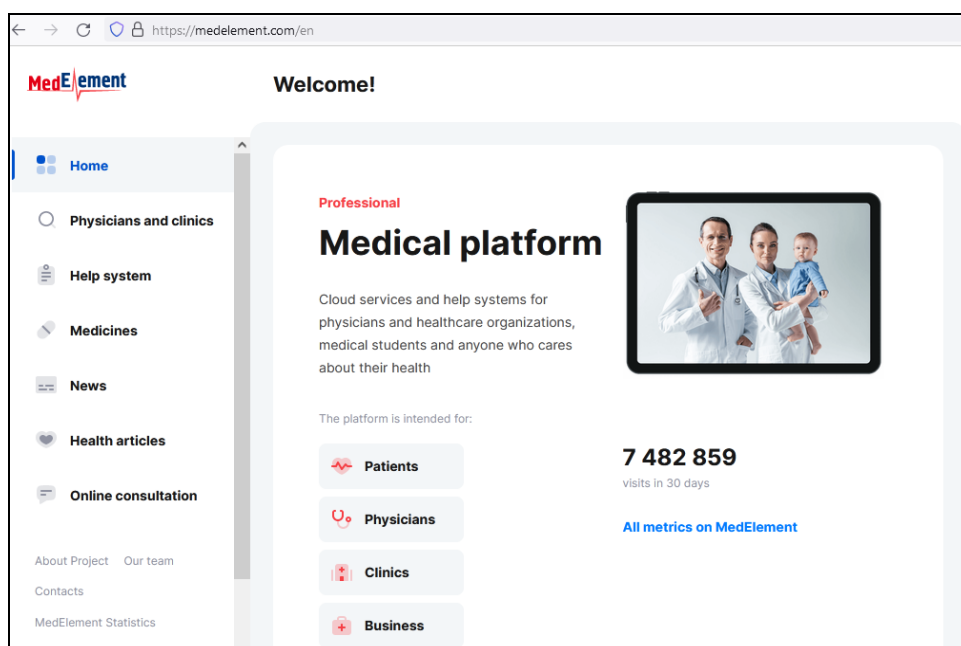 https://medelement.com/en
MedElement
Welcome!
Home
Physicians and clinics
Help system
Medicines
News
Health articles
Online consultation
About Project Our team
Contacts
MedElement Statistics
Professional
Medical platform
Cloud services and help systems for
physicians and healthcare organizations,
medical students and anyone who cares
about their health
The platform is intended for:
Patients
Physicians
Clinics
Business
7 482 859
visits in 30 days
All metrics on MedElement